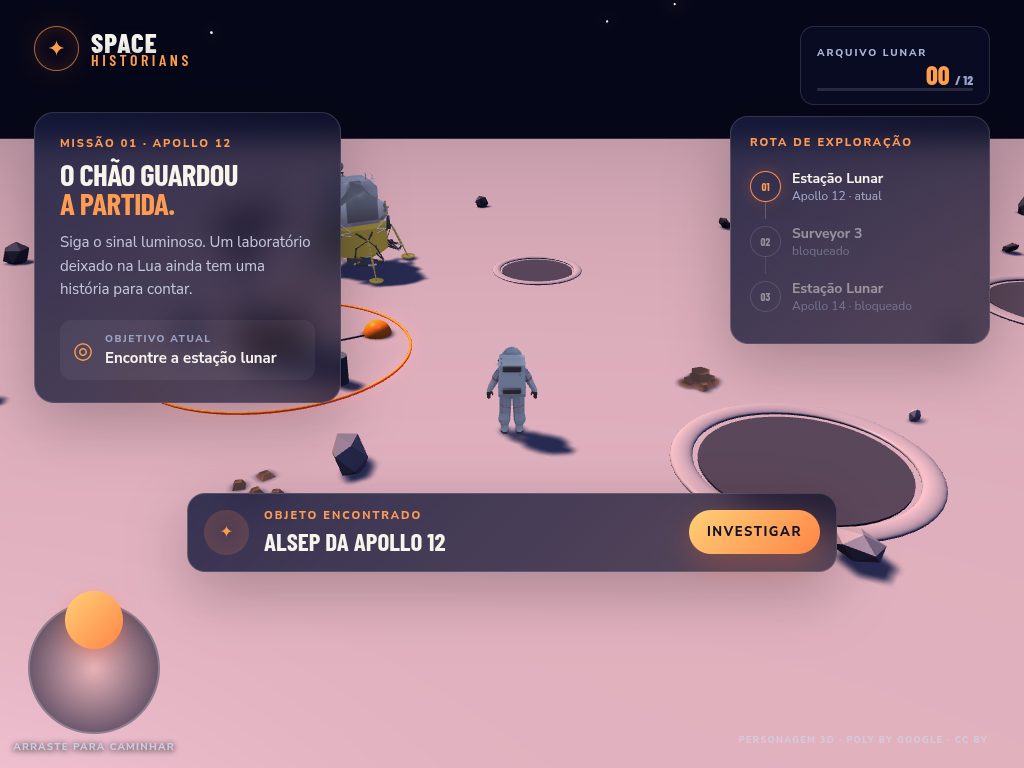 SPACE
HISTORIANS
ARQUIVO LUNAR
00 / 12
MISSÃO 01 · APOLLO 12
O CHÃO GUARDOU
A PARTIDA.
Siga o sinal luminoso. Um laboratório
deixado na Lua ainda tem uma
história para contar.
OBJETIVO ATUAL
Encontre a estação lunar
ROTA DE EXPLORAÇÃO
01
Estação Lunar
Apollo 12 · atual
02
Surveyor 3
bloqueado
03
Estação Lunar
Apollo 14 · bloqueado
OBJETO ENCONTRADO
ALSEP DA APOLLO 12
INVESTIGAR
ARRASTE PARA CAMINHAR
PERSONAGEM 3D · POLY BY GOOGLE · CC BY